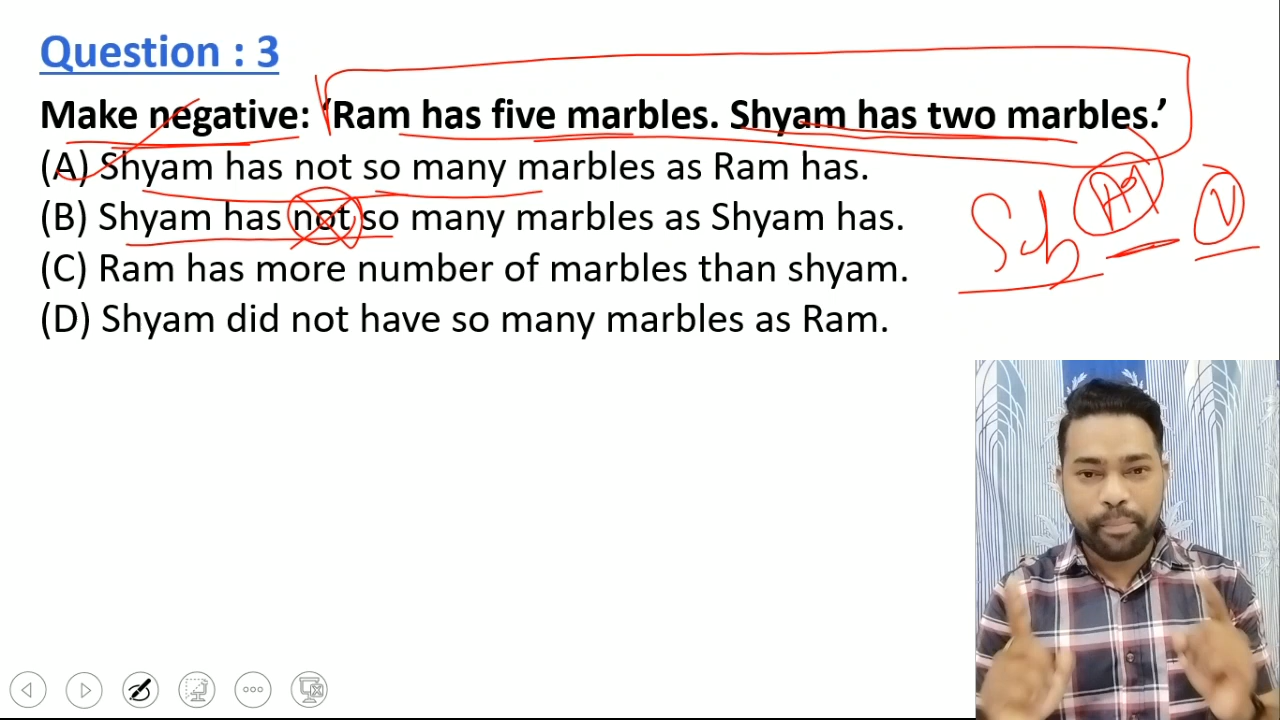 Question : 3
Make negative: ‘Ram has five marbles. Shyam has two marbles.’
(A) Shyam has not so many marbles as Ram has.
(B) Shyam has not so many marbles as Shyam has.
(C) Ram has more number of marbles than shyam.
(D) Shyam did not have so many marbles as Ram.